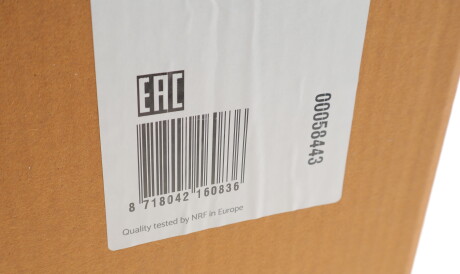 EAC
00058443
8 718042 160836
Quality tested by NRF in Europe